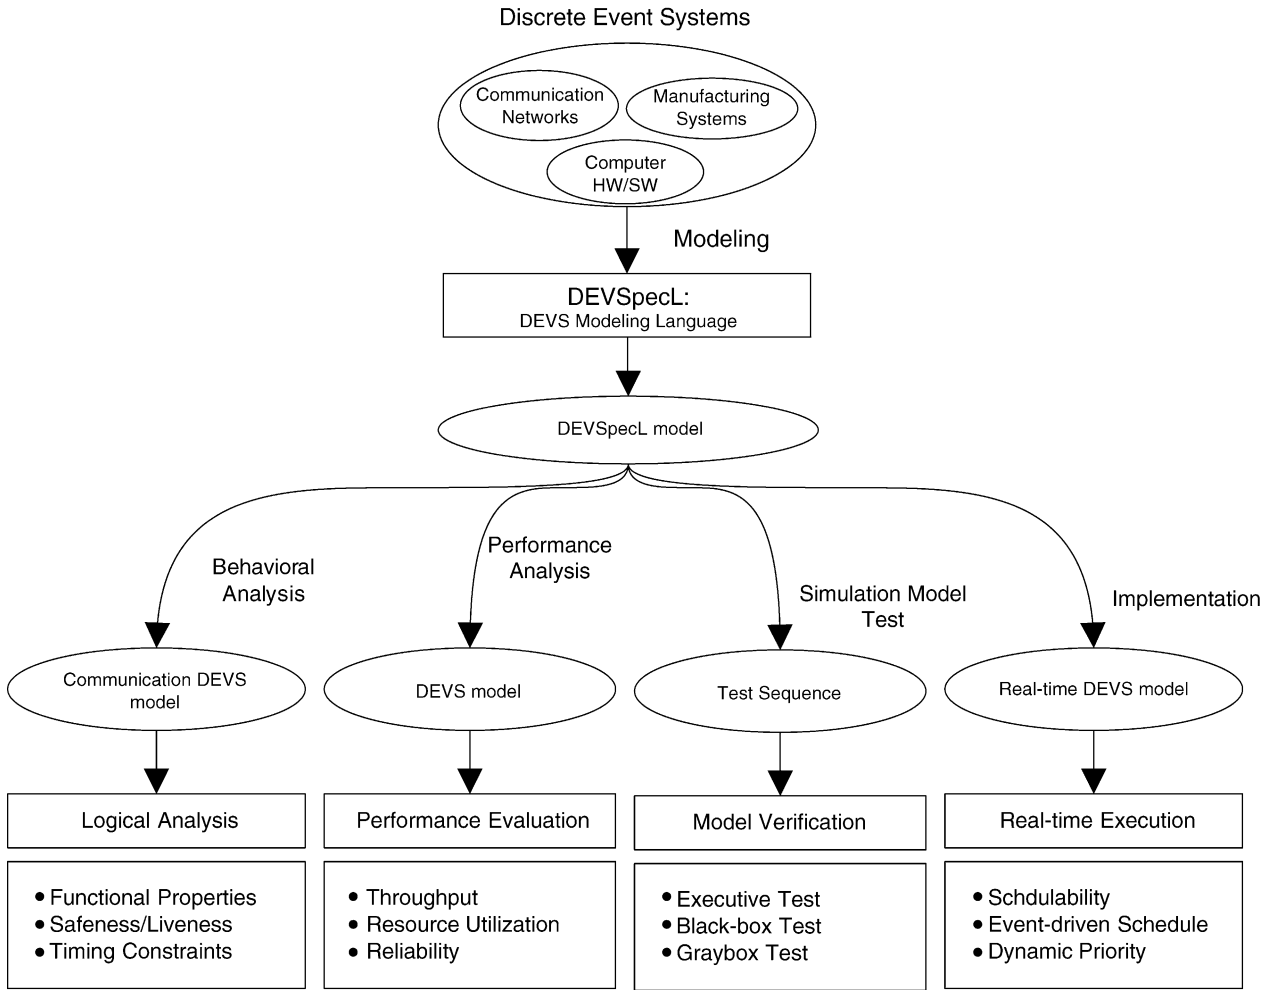 Discrete Event Systems
Communication
Networks
Manufacturing
Systems
Computer
HW/SW
Modeling
DEVSpecL:
DEVS Modeling Language
DEVSpecL model
Behavioral
Analysis
Performance
Analysis
Simulation Model
Test
Implementation
Communication DEVS
model
DEVS model
Test Sequence
Real-time DEVS model
Logical Analysis
Performance Evaluation
Model Verification
Real-time Execution
● Functional Properties
● Safeness/Liveness
● Timing Constraints
● Throughput
● Resource Utilization
● Reliability
● Executive Test
● Black-box Test
● Graybox Test
● Schdulability
● Event-driven Schedule
● Dynamic Priority